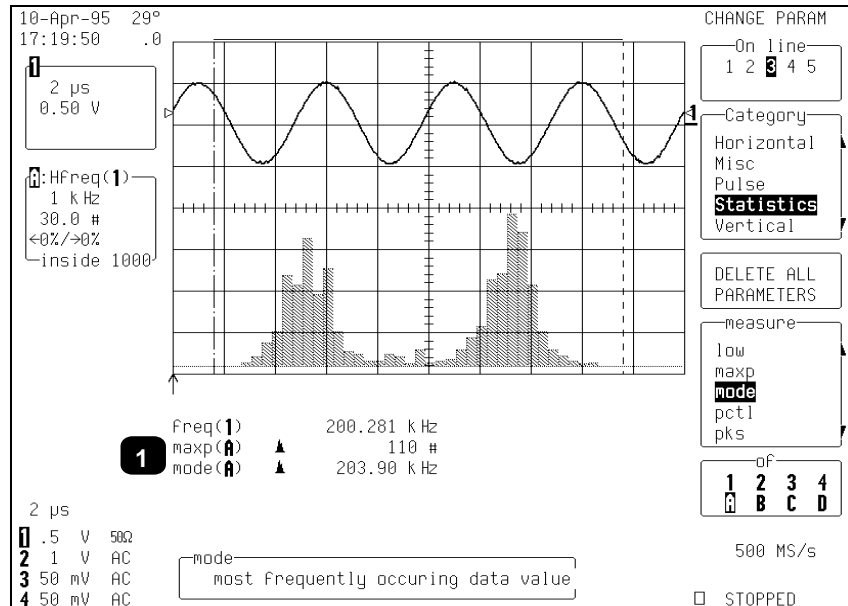 10-Apr-95 29°
17:19:50 .0
1
2 µs
0.50 V
A:Hfreq(1)
1 kHz
30.0 #
←0%/→0%
inside 1000
1
CHANGE PARAM
On line
1 2 3 4 5
Category
Horizontal
Misc
Pulse
Statistics
Vertical
DELETE ALL
PARAMETERS
measure
low
maxp
mode
pctl
pks
of
1 2 3 4
A B C D
freq(1) 200.281 kHz
maxp(A) 110 #
mode(A) 203.90 kHz
1
2 µs
1 .5 V 50Ω
2 1 V AC
3 50 mV AC
4 50 mV AC
mode
most frequently occuring data value
500 MS/s
STOPPED